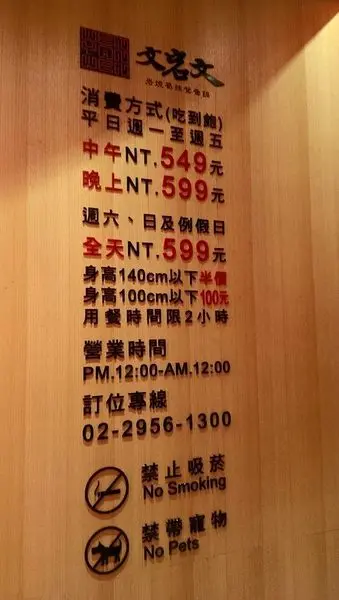 文岩文
消費方式(吃到飽)
平日週一至週五
中午NT.549元
晚上NT.599元
週六、日及例假日
全天NT.599元
身高140cm以下半價
身高100cm以下100元
用餐時間限2小時
營業時間
PM.12:00-AM.12:00
訂位專線
02-2956-1300
禁止吸菸
No Smoking
禁帶寵物
No Pets